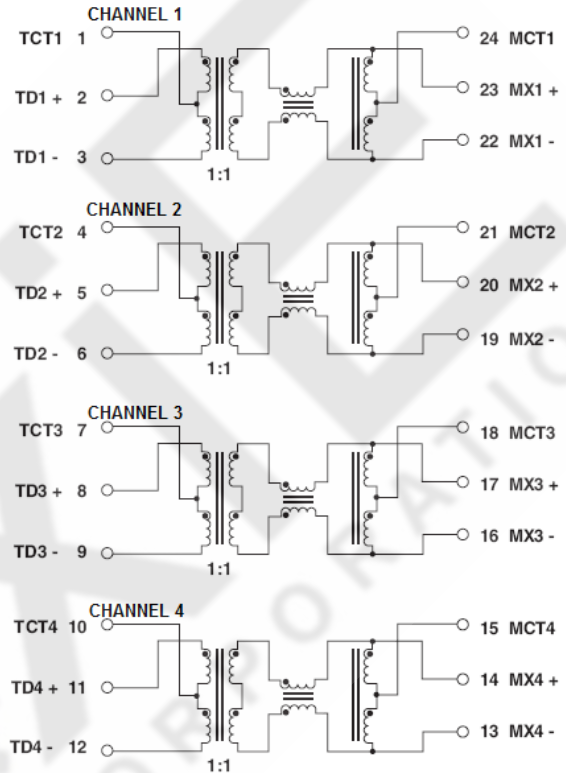 CHANNEL 1
TCT1 1
24 MCT1
TD1 + 2
23 MX1 +
TD1 - 3
22 MX1 -
1:1
CHANNEL 2
TCT2 4
21 MCT2
TD2 + 5
20 MX2 +
TD2 - 6
19 MX2 -
1:1
CHANNEL 3
TCT3 7
18 MCT3
TD3 + 8
17 MX3 +
TD3 - 9
16 MX3 -
1:1
CHANNEL 4
TCT4 10
15 MCT4
TD4 + 11
14 MX4 +
TD4 - 12
13 MX4 -
1:1